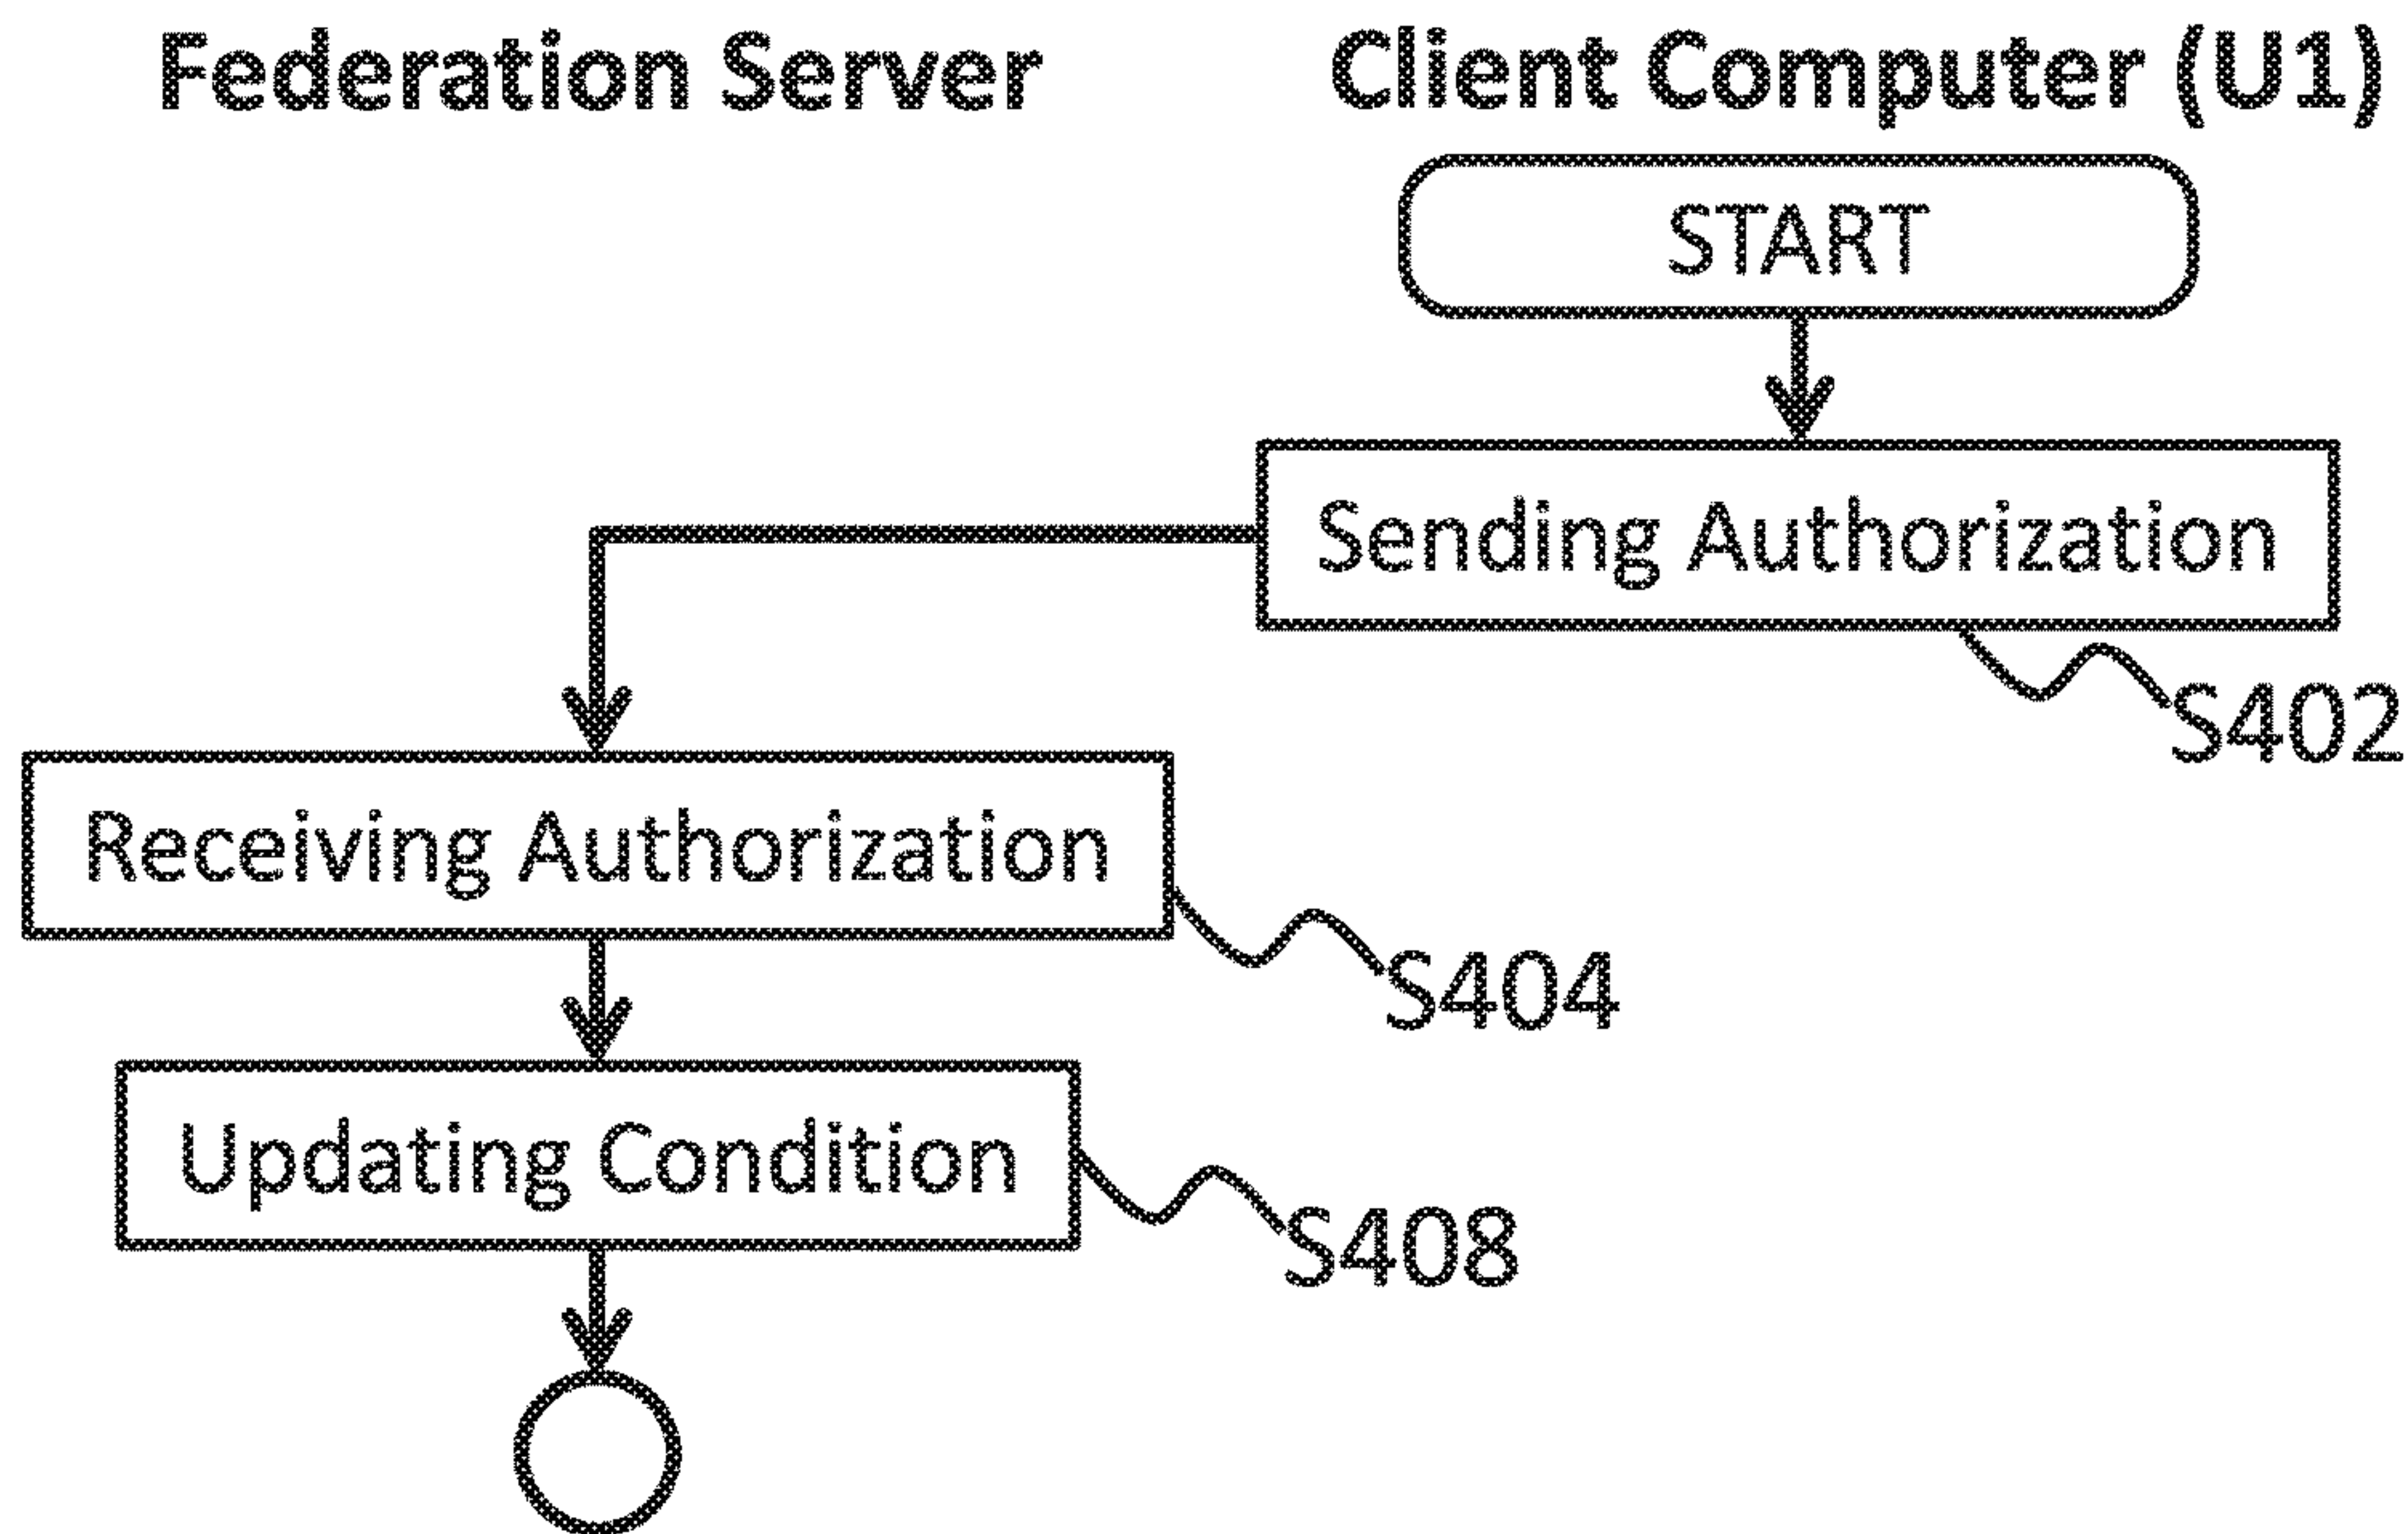 Federation Server
Client Computer (U1)
START
Sending Authorization
S402
Receiving Authorization
S404
Updating Condition
S408